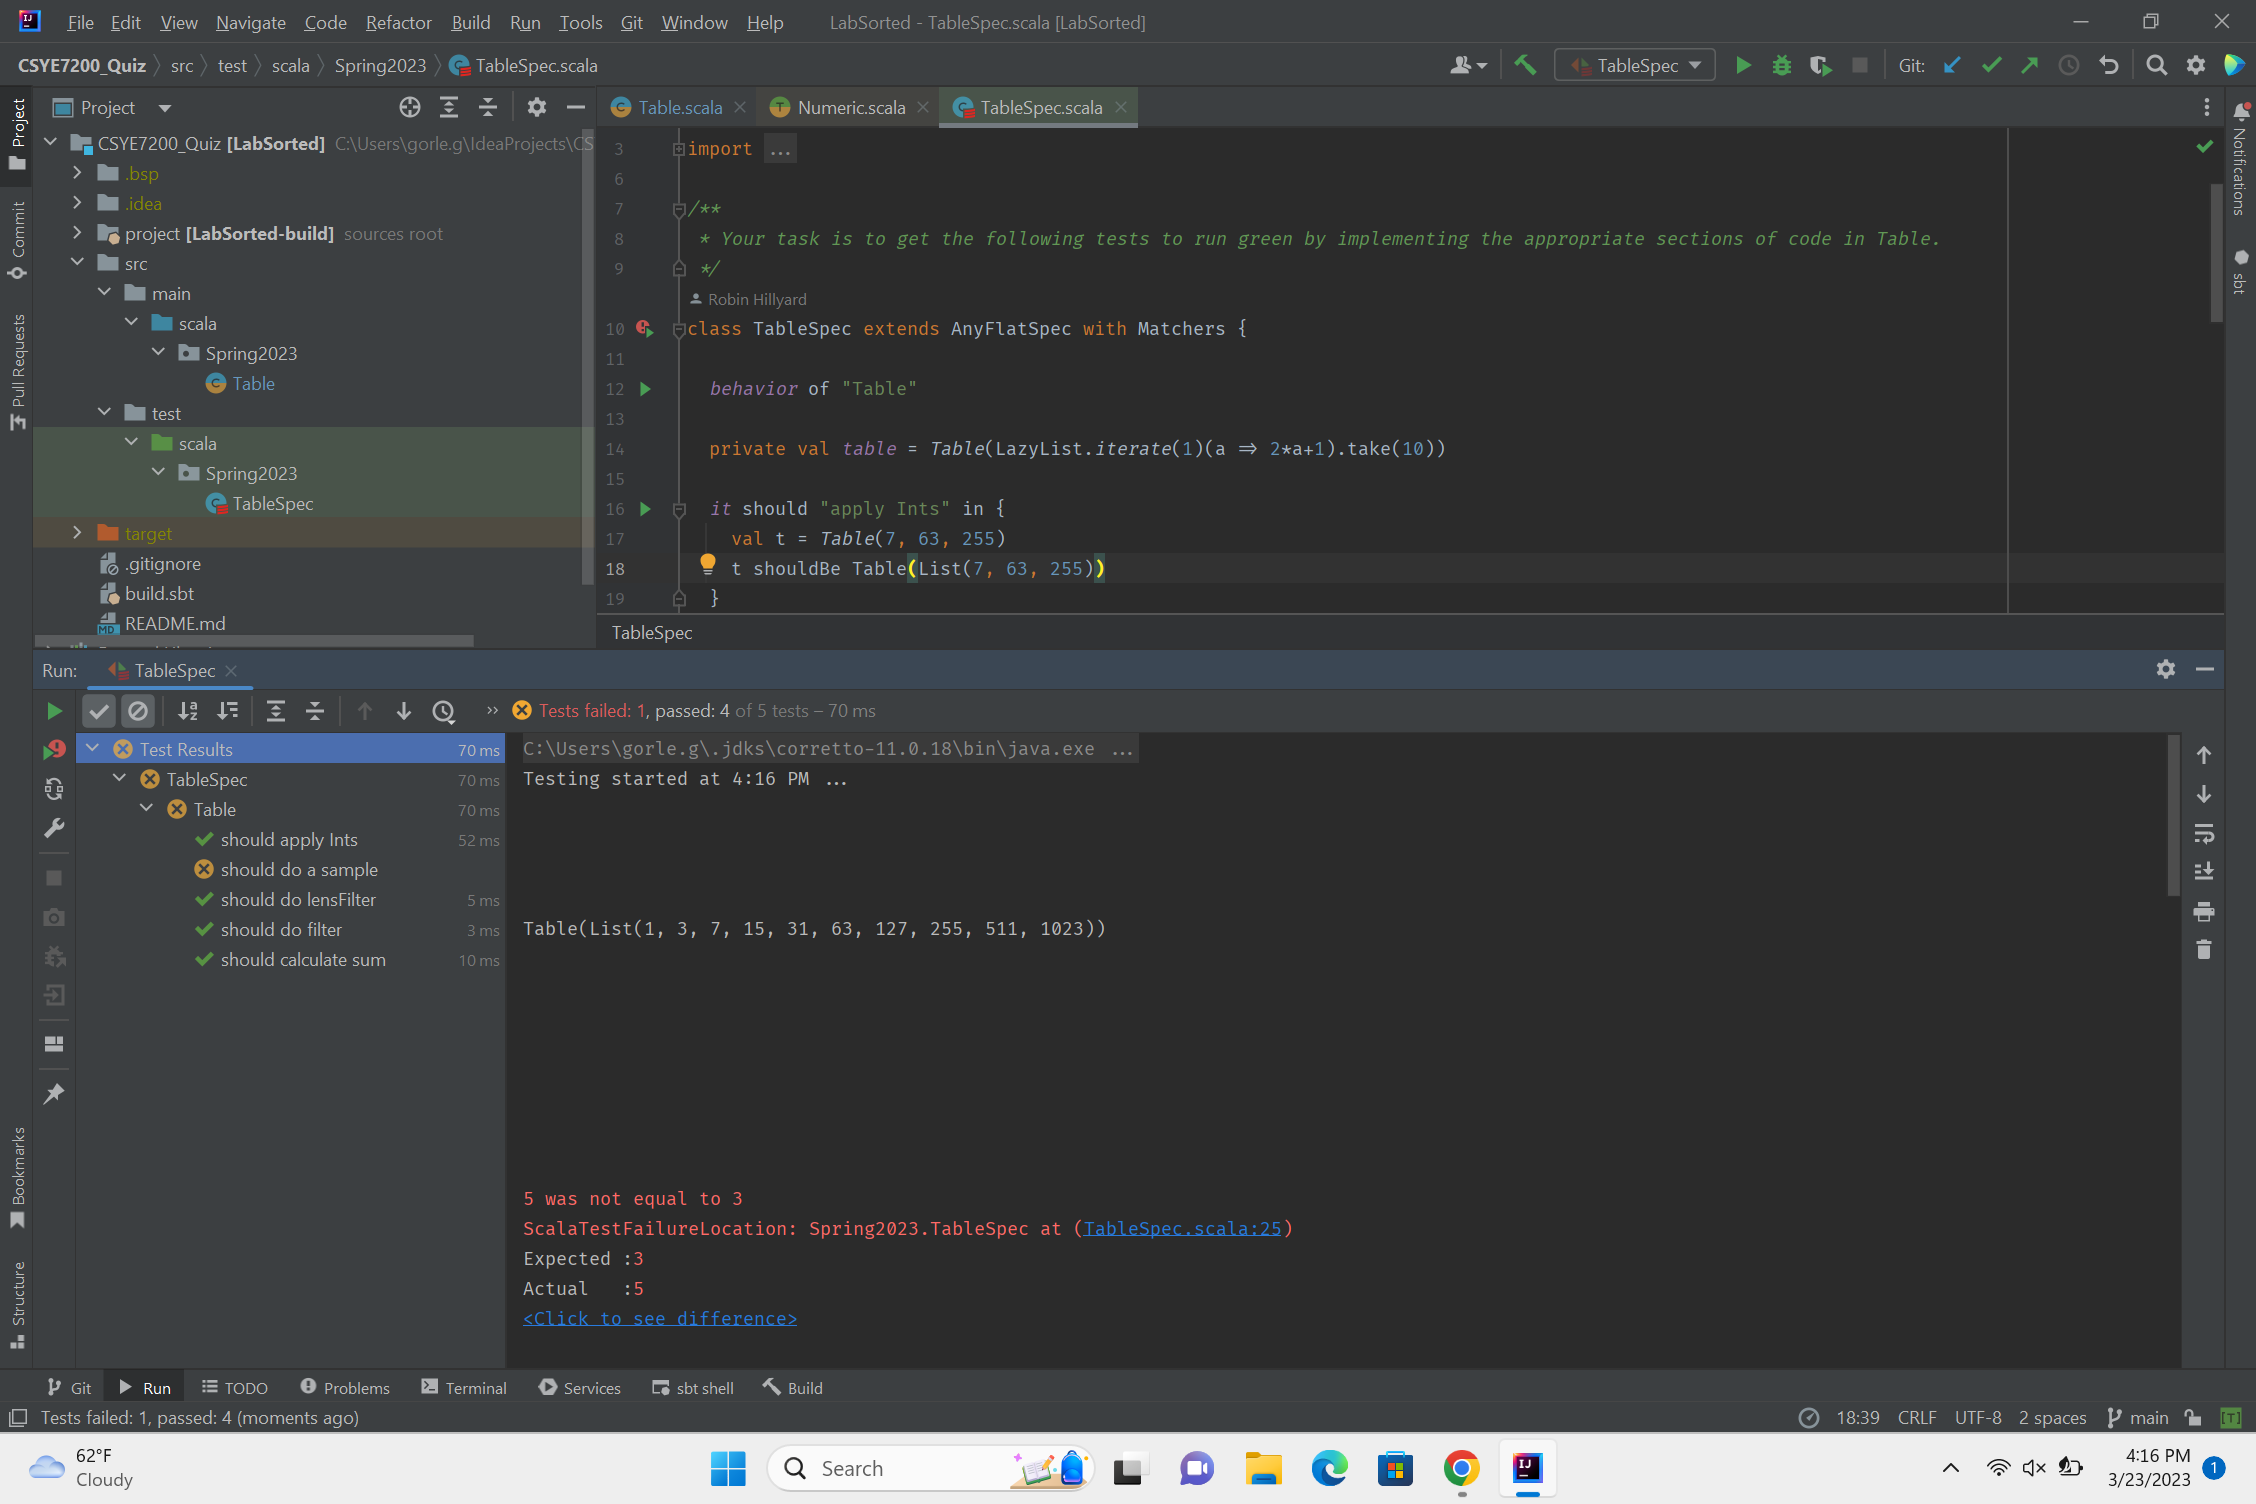 File Edit View Navigate Code Refactor Build Run Tools Git Window Help LabSorted - TableSpec.scala [LabSorted]
CSYE7200_Quiz src test scala Spring2023 TableSpec.scala TableSpec Git:
Project Table.scala Numeric.scala TableSpec.scala
CSYE7200_Quiz [LabSorted] C:\Users\gorle.g\IdeaProjects\CS
.bsp
.idea
project [LabSorted-build] sources root
src
main
scala
Spring2023
Table
test
scala
Spring2023
TableSpec
target
.gitignore
build.sbt
README.md
3 import ...
6
7 /**
8 * Your task is to get the following tests to run green by implementing the appropriate sections of code in Table.
9 */
Robin Hillyard
10 class TableSpec extends AnyFlatSpec with Matchers {
11
12 behavior of "Table"
13
14 private val table = Table(LazyList.iterate(1)(a => 2*a+1).take(10))
15
16 it should "apply Ints" in {
17 val t = Table(7, 63, 255)
18 t shouldBe Table(List(7, 63, 255))
19 }
TableSpec
Project
Commit
Pull Requests
Bookmarks
Structure
Notifications
sbt
Run: TableSpec
Tests failed: 1, passed: 4 of 5 tests – 70 ms
Test Results 70 ms
TableSpec 70 ms
Table 70 ms
should apply Ints 52 ms
should do a sample
should do lensFilter 5 ms
should do filter 3 ms
should calculate sum 10 ms
C:\Users\gorle.g\.jdks\corretto-11.0.18\bin\java.exe ...
Testing started at 4:16 PM ...
Table(List(1, 3, 7, 15, 31, 63, 127, 255, 511, 1023))
5 was not equal to 3
ScalaTestFailureLocation: Spring2023.TableSpec at (TableSpec.scala:25)
Expected :3
Actual :5
<Click to see difference>
Git Run TODO Problems Terminal Services sbt shell Build
Tests failed: 1, passed: 4 (moments ago) 18:39 CRLF UTF-8 2 spaces main [T]
62°F
Cloudy
Search
4:16 PM
3/23/2023
1